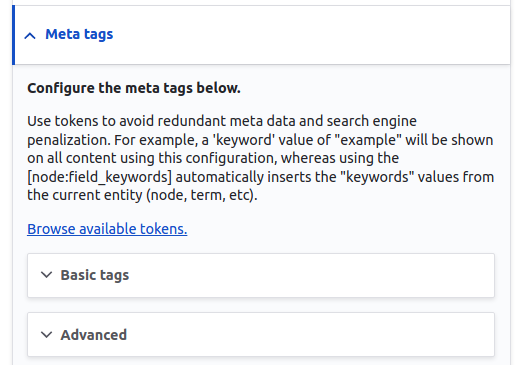 Meta tags
Configure the meta tags below.
Use tokens to avoid redundant meta data and search engine
penalization. For example, a 'keyword' value of "example" will be shown
on all content using this configuration, whereas using the
[node:field_keywords] automatically inserts the "keywords" values from
the current entity (node, term, etc).
Browse available tokens.
Basic tags
Advanced